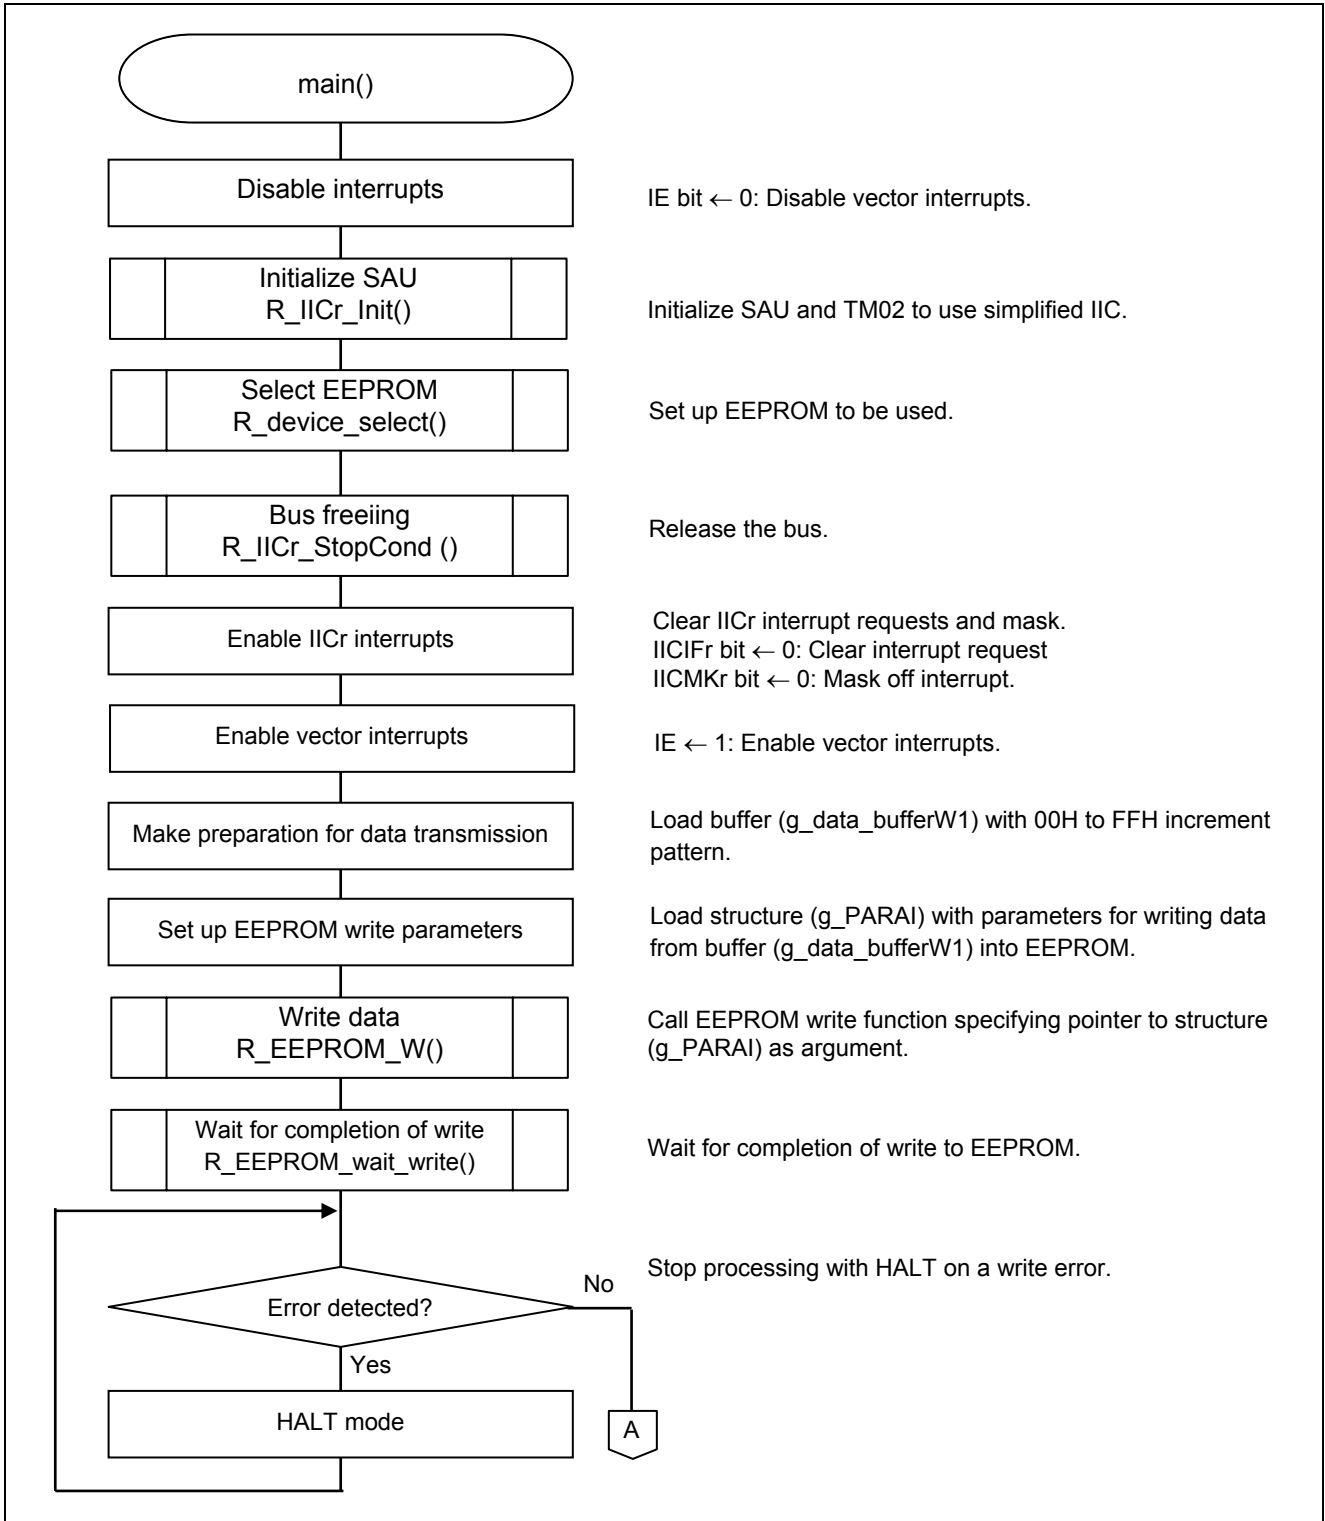 main()
Disable interrupts
IE bit ← 0: Disable vector interrupts.
Initialize SAU
R_IICr_Init()
Initialize SAU and TM02 to use simplified IIC.
Select EEPROM
R_device_select()
Set up EEPROM to be used.
Bus freeiing
R_IICr_StopCond ()
Release the bus.
Enable IICr interrupts
Clear IICr interrupt requests and mask.
IICIFr bit ← 0: Clear interrupt request
IICMKr bit ← 0: Mask off interrupt.
Enable vector interrupts
IE ← 1: Enable vector interrupts.
Make preparation for data transmission
Load buffer (g_data_bufferW1) with 00H to FFH increment
pattern.
Set up EEPROM write parameters
Load structure (g_PARAI) with parameters for writing data
from buffer (g_data_bufferW1) into EEPROM.
Write data
R_EEPROM_W()
Call EEPROM write function specifying pointer to structure
(g_PARAI) as argument.
Wait for completion of write
R_EEPROM_wait_write()
Wait for completion of write to EEPROM.
Stop processing with HALT on a write error.
No
Error detected?
Yes
HALT mode
A